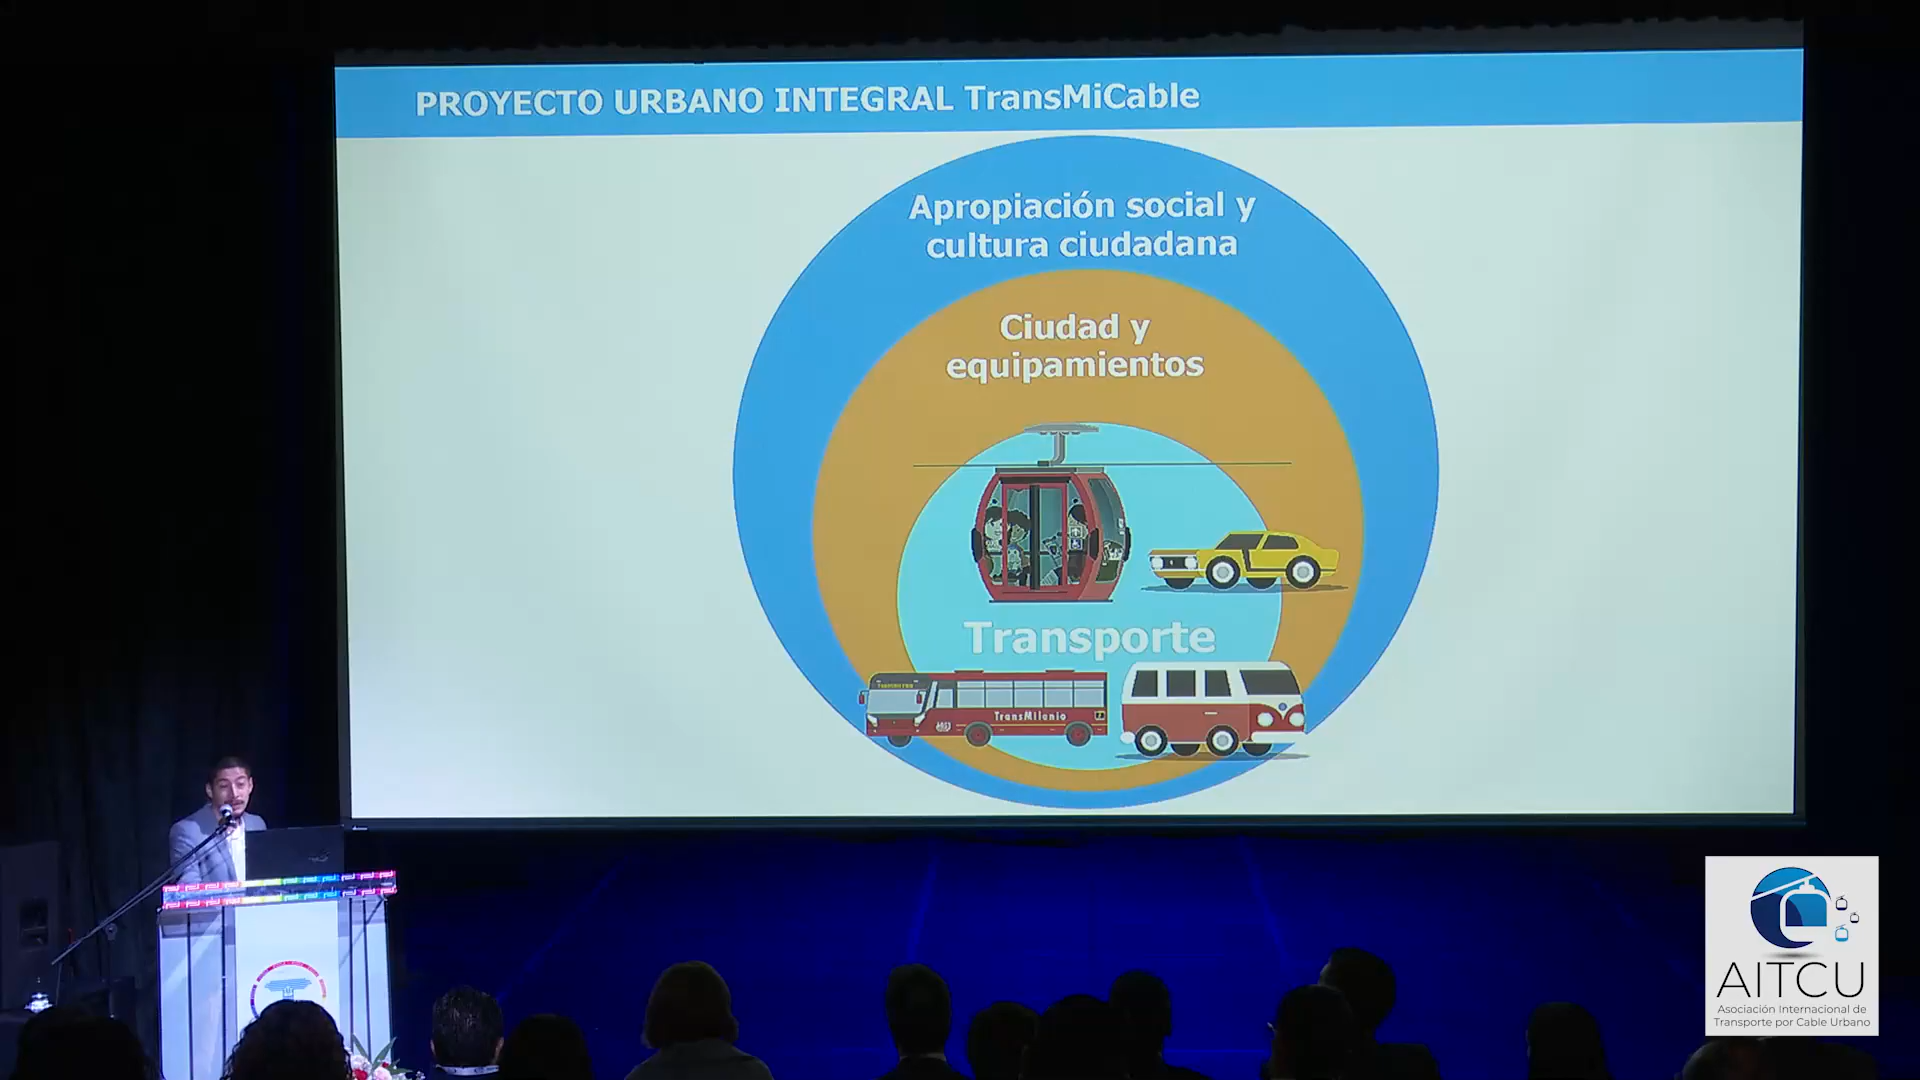 PROYECTO URBANO INTEGRAL TransMiCable
Apropiación social y
cultura ciudadana
Ciudad y
equipamientos
Transporte
TransMilenio
AITCU
Asociación Internacional de
Transporte por Cable Urbano